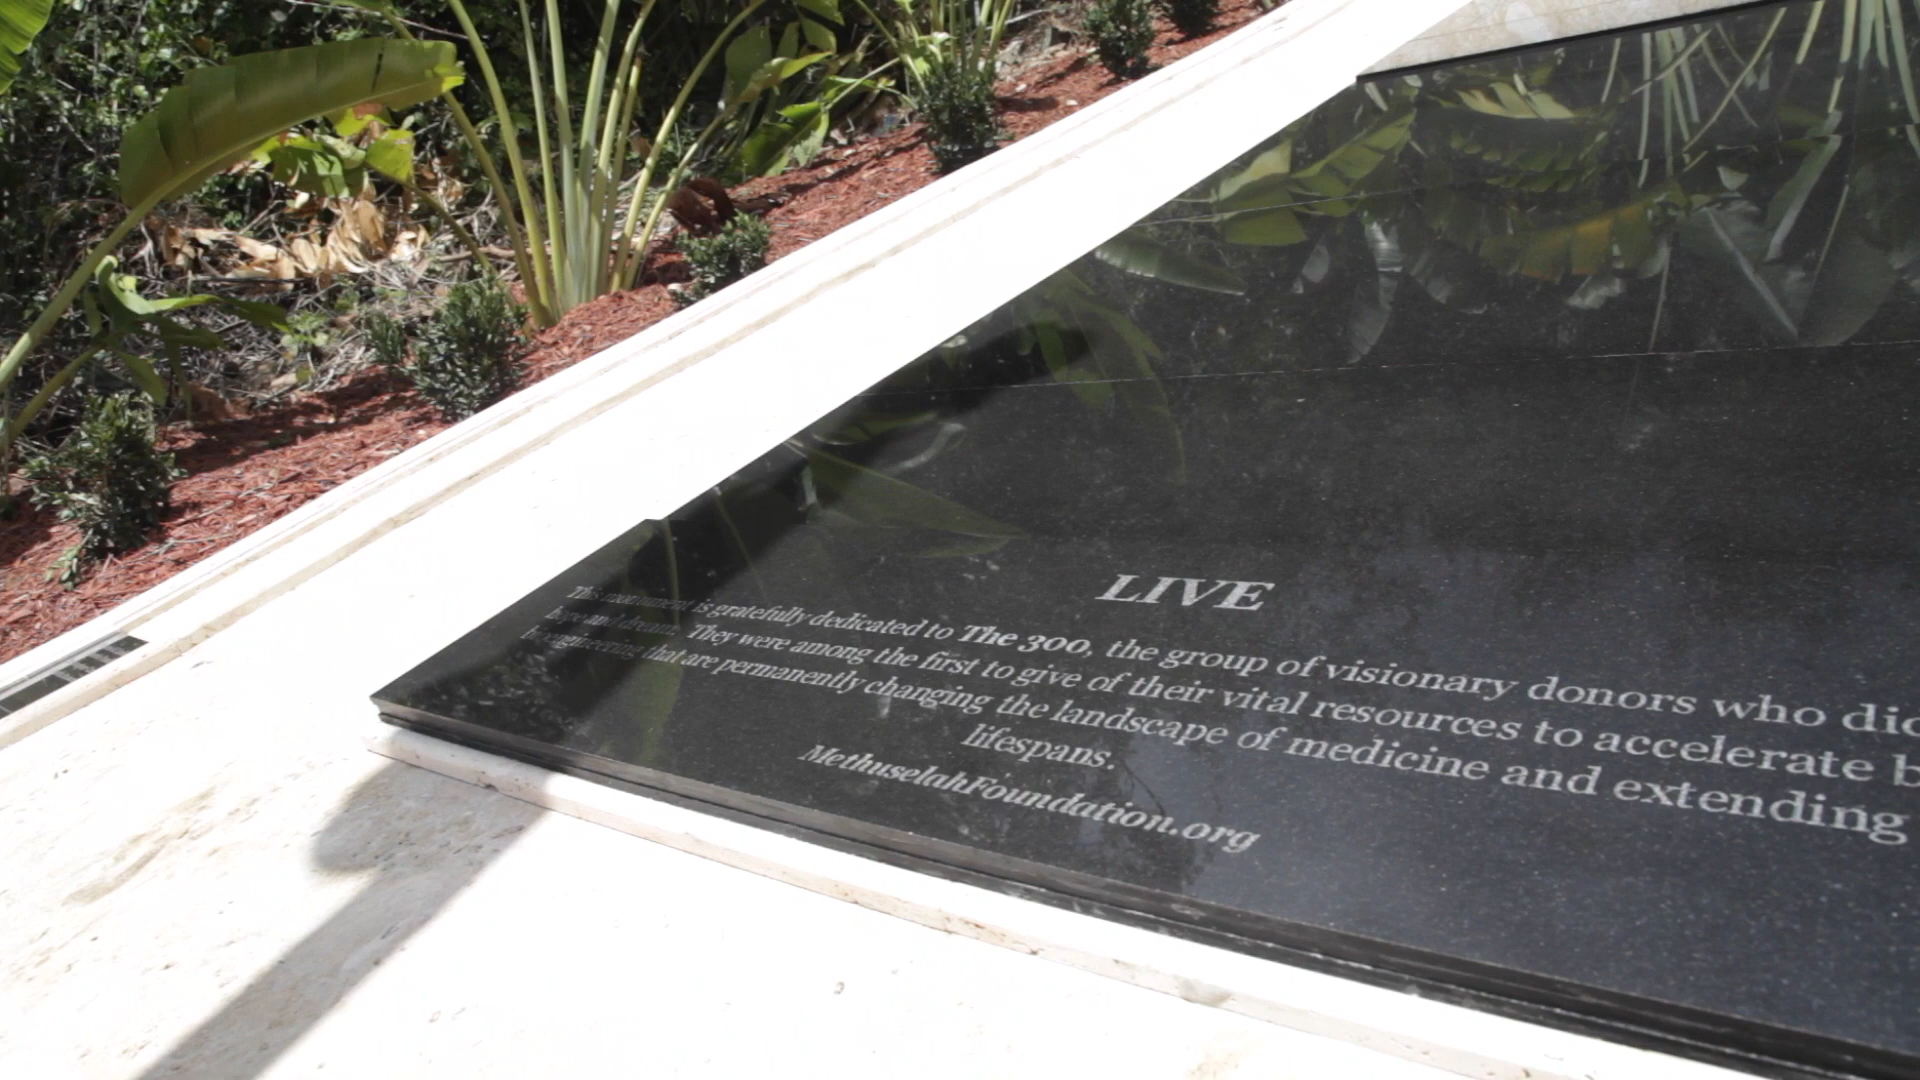 LIVE
This monument is gratefully dedicated to The 300, the group of visionary donors who
hope and dream. They were among the first to give of their vital resources to accelerate
bioengineering that are permanently changing the landscape of medicine and extending
lifespans.
MethuselahFoundation.org